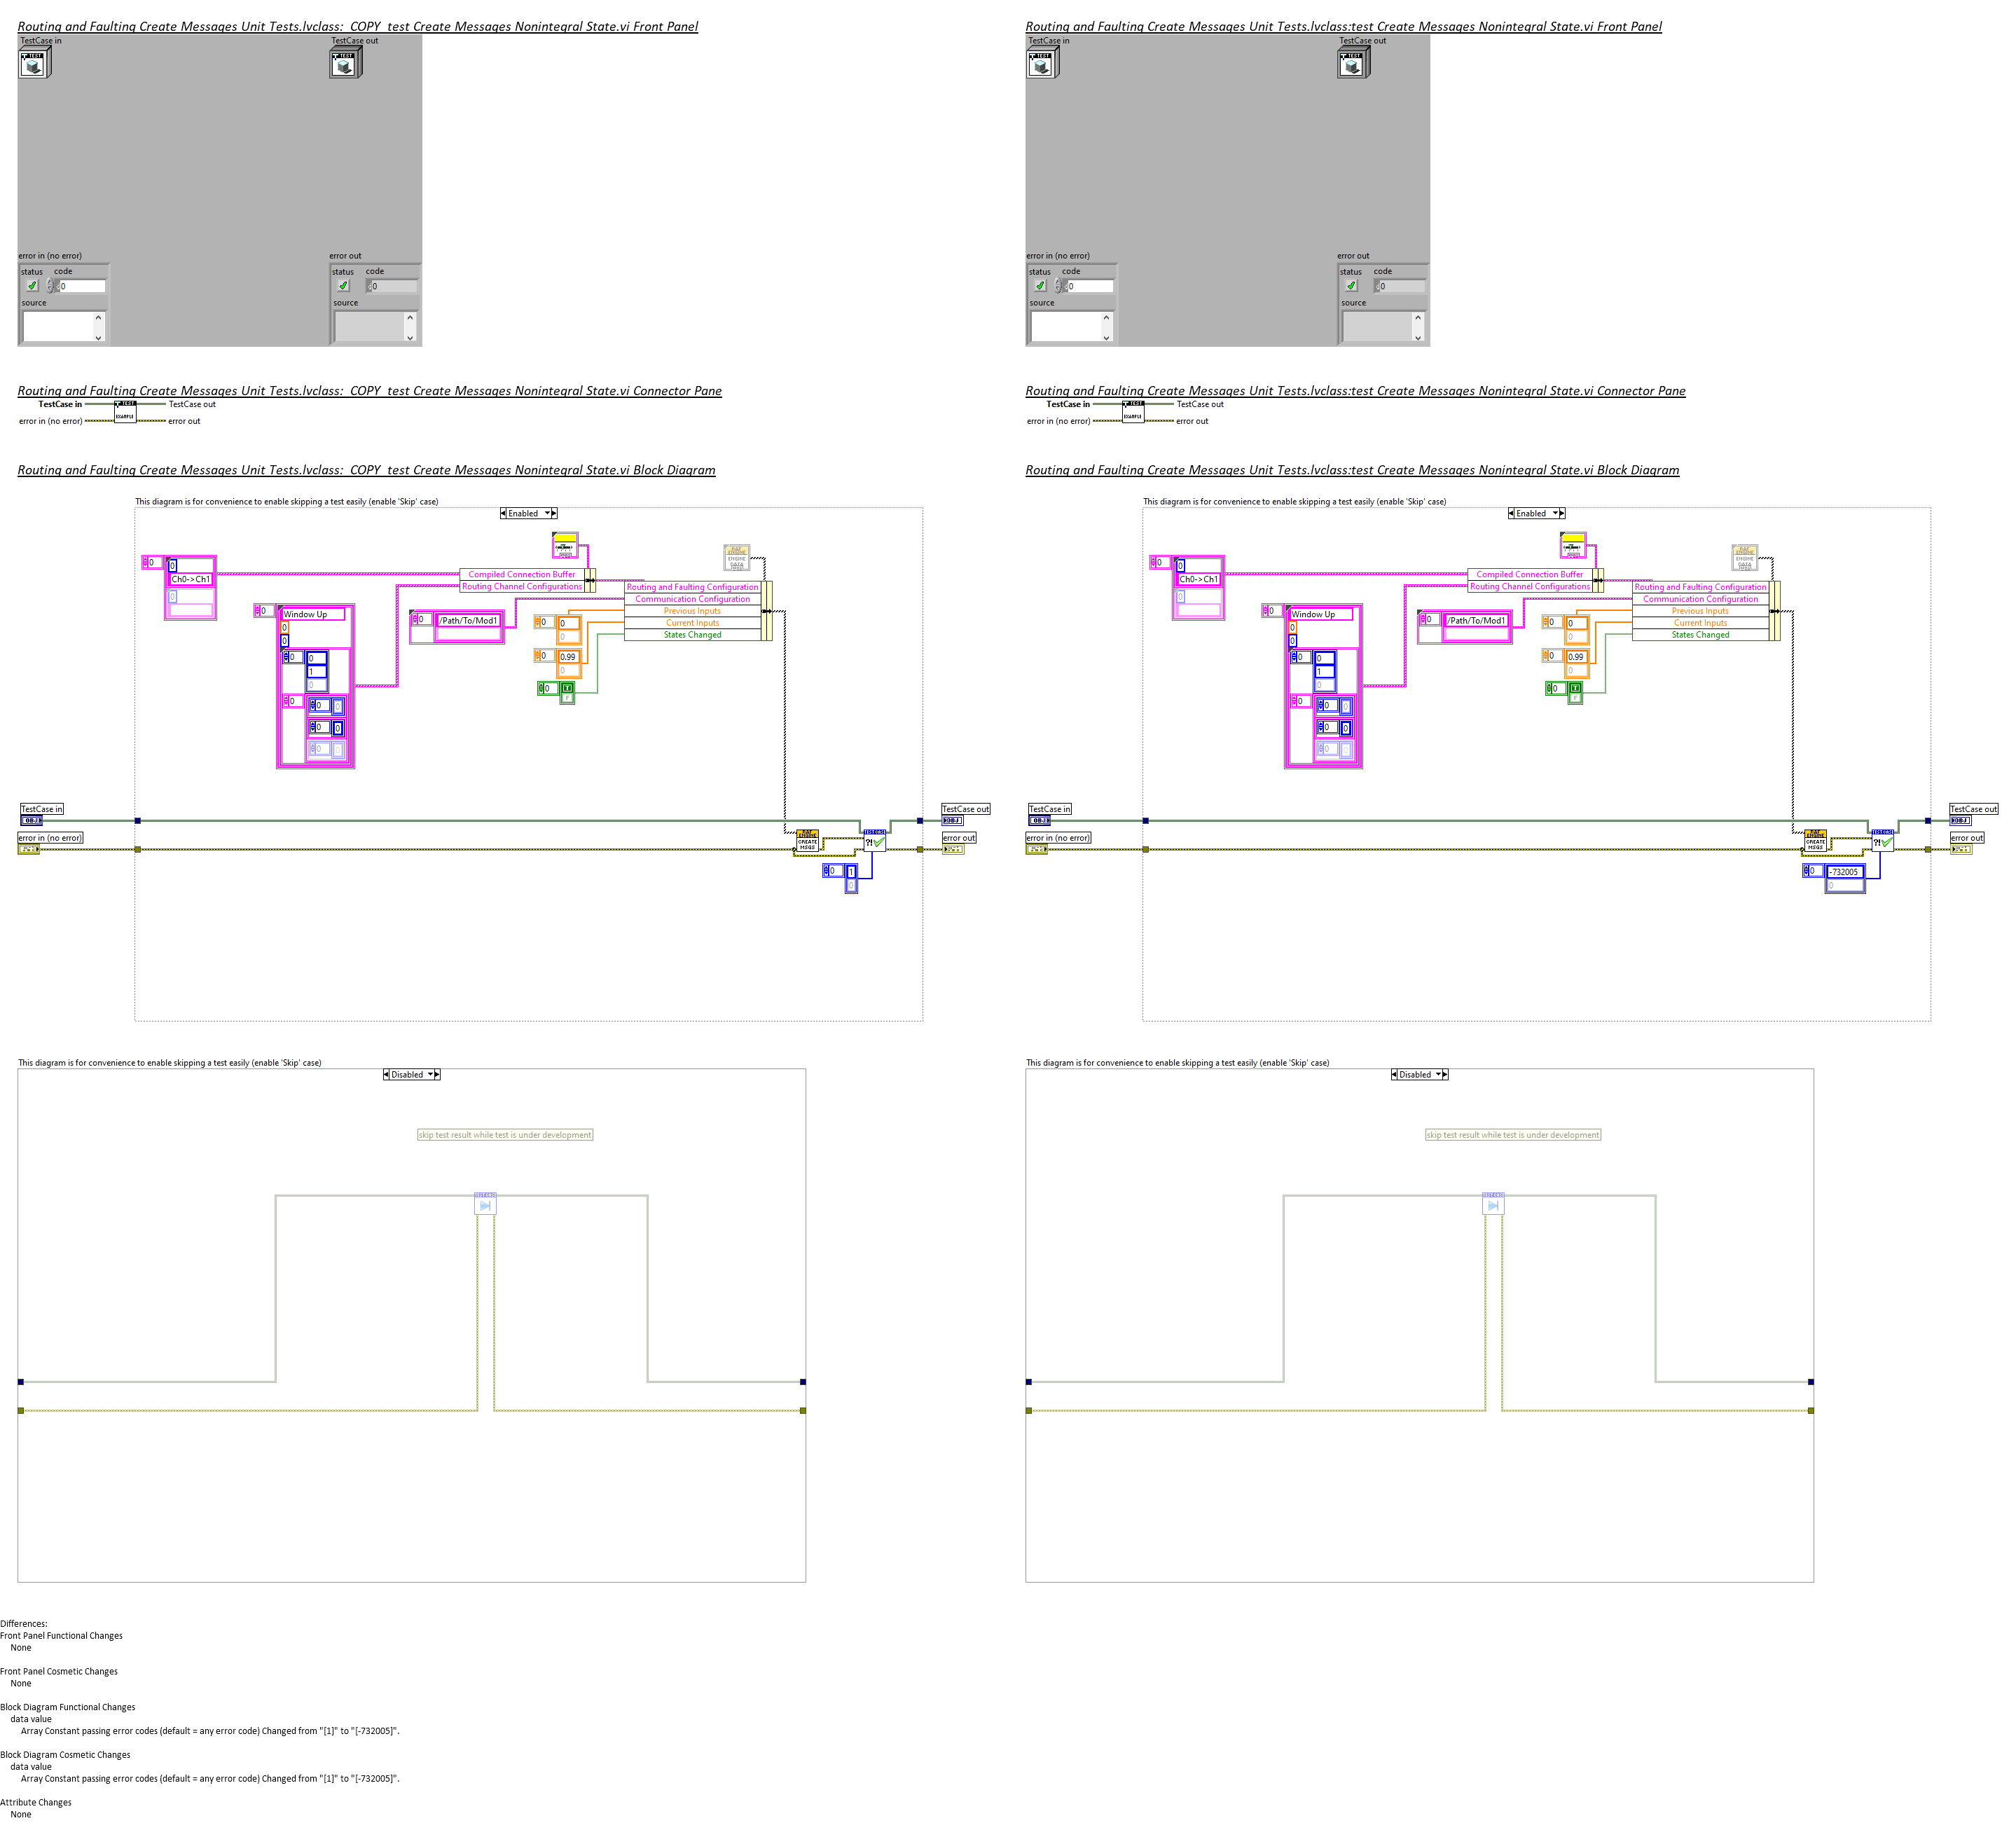 Routing and Faulting Create Messages Unit Tests.lvclass:_COPY_test Create Messages Nonintegral State.vi Front Panel
TestCase in
TestCase out
TEST
TEST
error in (no error)
error out
status code
0
status code
0
source
source
Routing and Faulting Create Messages Unit Tests.lvclass:_COPY_test Create Messages Nonintegral State.vi Connector Pane
TestCase in
TEST
TestCase out
error in (no error)
EXAMPLE
error out
Routing and Faulting Create Messages Unit Tests.lvclass:_COPY_test Create Messages Nonintegral State.vi Block Diagram
This diagram is for convenience to enable skipping a test easily (enable 'Skip' case)
Enabled
0
0
Ch0->Ch1
0
Compiled Connection Buffer
Routing Channel Configurations
Routing and Faulting Configuration
Communication Configuration
Previous Inputs
Current Inputs
States Changed
0
Window Up
0
0
0
0
1
0
0
0 0
0 0
0 0
0
/Path/To/Mod1
0
0
0
0
0.99
0
0
T
F
TestCase in
OBJ
TestCase out
OBJ
error in (no error)
error out
RAF
ENGINE
CREATE
MSGS
?!
0
1
0
This diagram is for convenience to enable skipping a test easily (enable 'Skip' case)
Disabled
skip test result while test is under development
Routing and Faulting Create Messages Unit Tests.lvclass:test Create Messages Nonintegral State.vi Front Panel
TestCase in
TestCase out
TEST
TEST
error in (no error)
error out
status code
0
status code
0
source
source
Routing and Faulting Create Messages Unit Tests.lvclass:test Create Messages Nonintegral State.vi Connector Pane
TestCase in
TEST
TestCase out
error in (no error)
EXAMPLE
error out
Routing and Faulting Create Messages Unit Tests.lvclass:test Create Messages Nonintegral State.vi Block Diagram
This diagram is for convenience to enable skipping a test easily (enable 'Skip' case)
Enabled
0
0
Ch0->Ch1
0
Compiled Connection Buffer
Routing Channel Configurations
Routing and Faulting Configuration
Communication Configuration
Previous Inputs
Current Inputs
States Changed
0
Window Up
0
0
0
0
1
0
0
0 0
0 0
0 0
0
/Path/To/Mod1
0
0
0
0
0.99
0
0
T
F
TestCase in
OBJ
TestCase out
OBJ
error in (no error)
error out
RAF
ENGINE
CREATE
MSGS
?!
0
-732005
0
This diagram is for convenience to enable skipping a test easily (enable 'Skip' case)
Disabled
skip test result while test is under development
Differences:
Front Panel Functional Changes
None
Front Panel Cosmetic Changes
None
Block Diagram Functional Changes
data value
Array Constant passing error codes (default = any error code) Changed from "[1]" to "[-732005]".
Block Diagram Cosmetic Changes
data value
Array Constant passing error codes (default = any error code) Changed from "[1]" to "[-732005]".
Attribute Changes
None